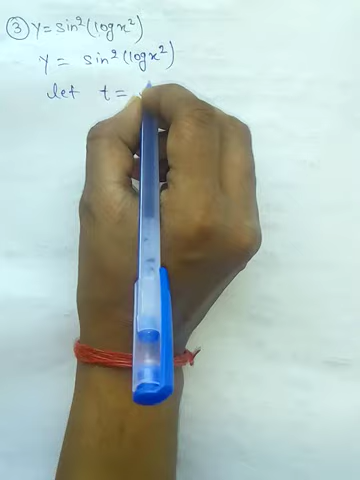 ③ y = sin²(log x²)
y = sin²(log x²)
let t =